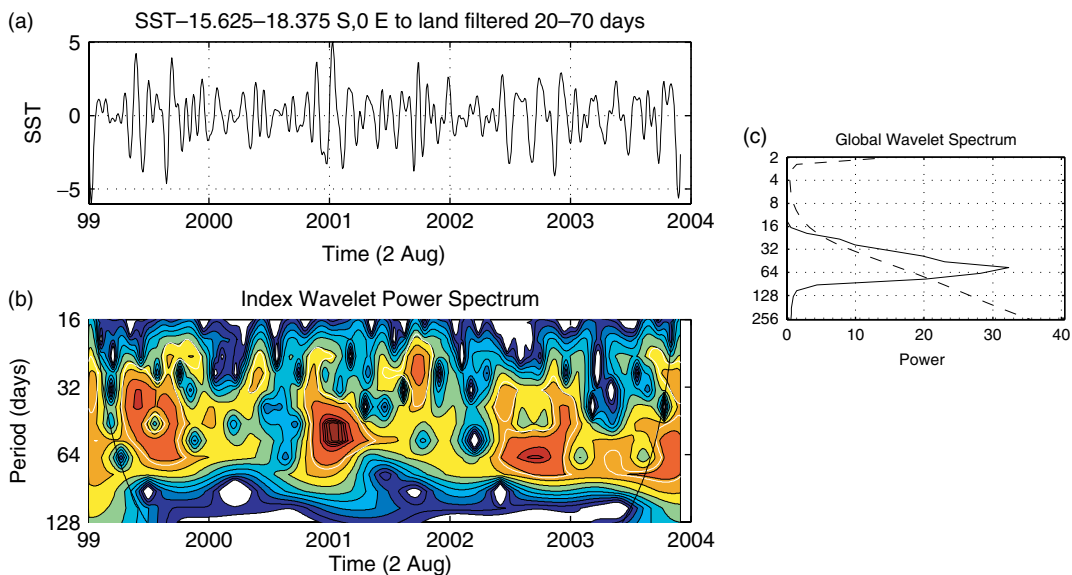 (a)
SST–15.625–18.375 S,0 E to land filtered 20–70 days
5
0
–5
SST
99 2000 2001 2002 2003 2004
Time (2 Aug)
(b)
Index Wavelet Power Spectrum
16
32
64
128
Period (days)
99 2000 2001 2002 2003 2004
Time (2 Aug)
(c)
Global Wavelet Spectrum
2
4
8
16
32
64
128
256
0 10 20 30 40
Power